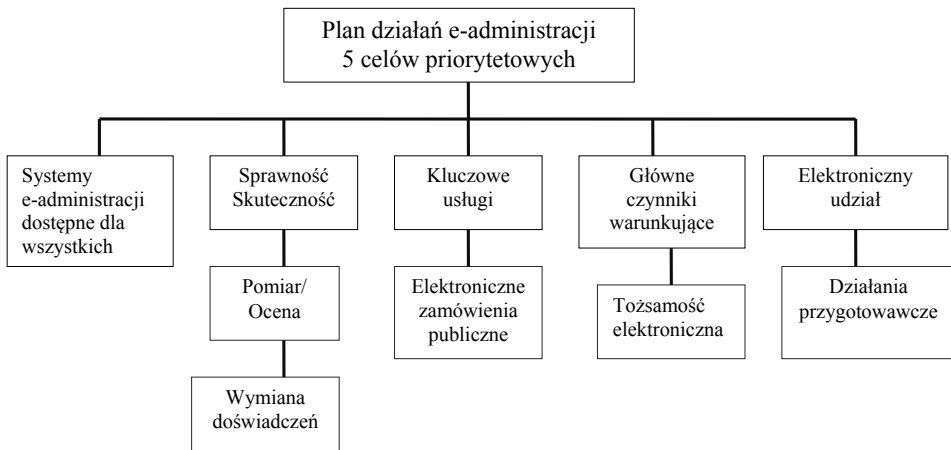 Plan działań e-administracji
5 celów priorytetowych
Systemy
e-administracji
dostępne dla
wszystkich
Sprawność
Skuteczność
Kluczowe
usługi
Główne
czynniki
warunkujące
Elektroniczny
udział
Pomiar/
Ocena
Elektroniczne
zamówienia
publiczne
Tożsamość
elektroniczna
Działania
przygotowawcze
Wymiana
doświadczeń